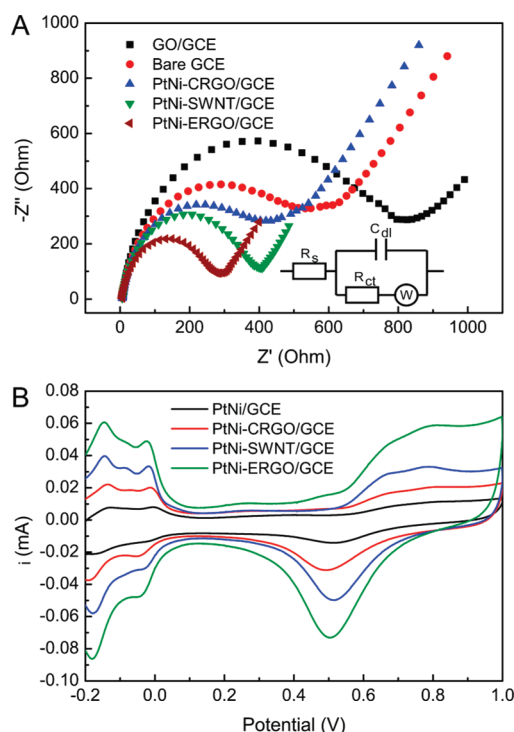 A
1000
800
600
400
200
0
-Z'' (Ohm)
GO/GCE
Bare GCE
PtNi-CRGO/GCE
PtNi-SWNT/GCE
PtNi-ERGO/GCE
Rs
Cdl
Rct
W
0 200 400 600 800 1000
Z' (Ohm)
B
0.08
0.06
0.04
0.02
0.00
-0.02
-0.04
-0.06
-0.08
-0.10
i (mA)
PtNi/GCE
PtNi-CRGO/GCE
PtNi-SWNT/GCE
PtNi-ERGO/GCE
-0.2 0.0 0.2 0.4 0.6 0.8 1.0
Potential (V)